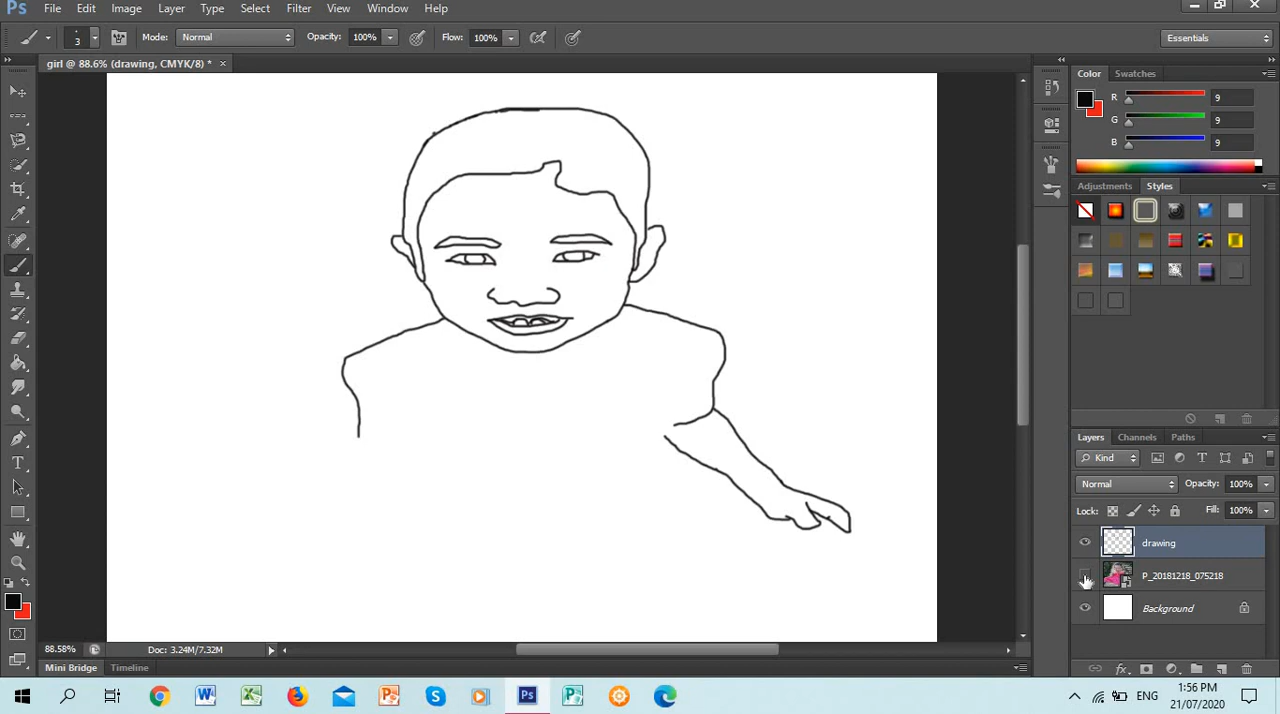 Ps File Edit Image Layer Type Select Filter View Window Help
3 Mode: Normal Opacity: 100% Flow: 100% Essentials
girl @ 88.6% (drawing, CMYK/8) * ×
Color Swatches
R 9
G 9
B 9
Adjustments Styles
Layers Channels Paths
Kind T
Normal Opacity: 100%
Lock: Fill: 100%
drawing
P_20181218_075218
Background
fx
T
88.58% Doc: 3.24M/7.32M
Mini Bridge Timeline
ENG 1:56 PM
21/07/2020